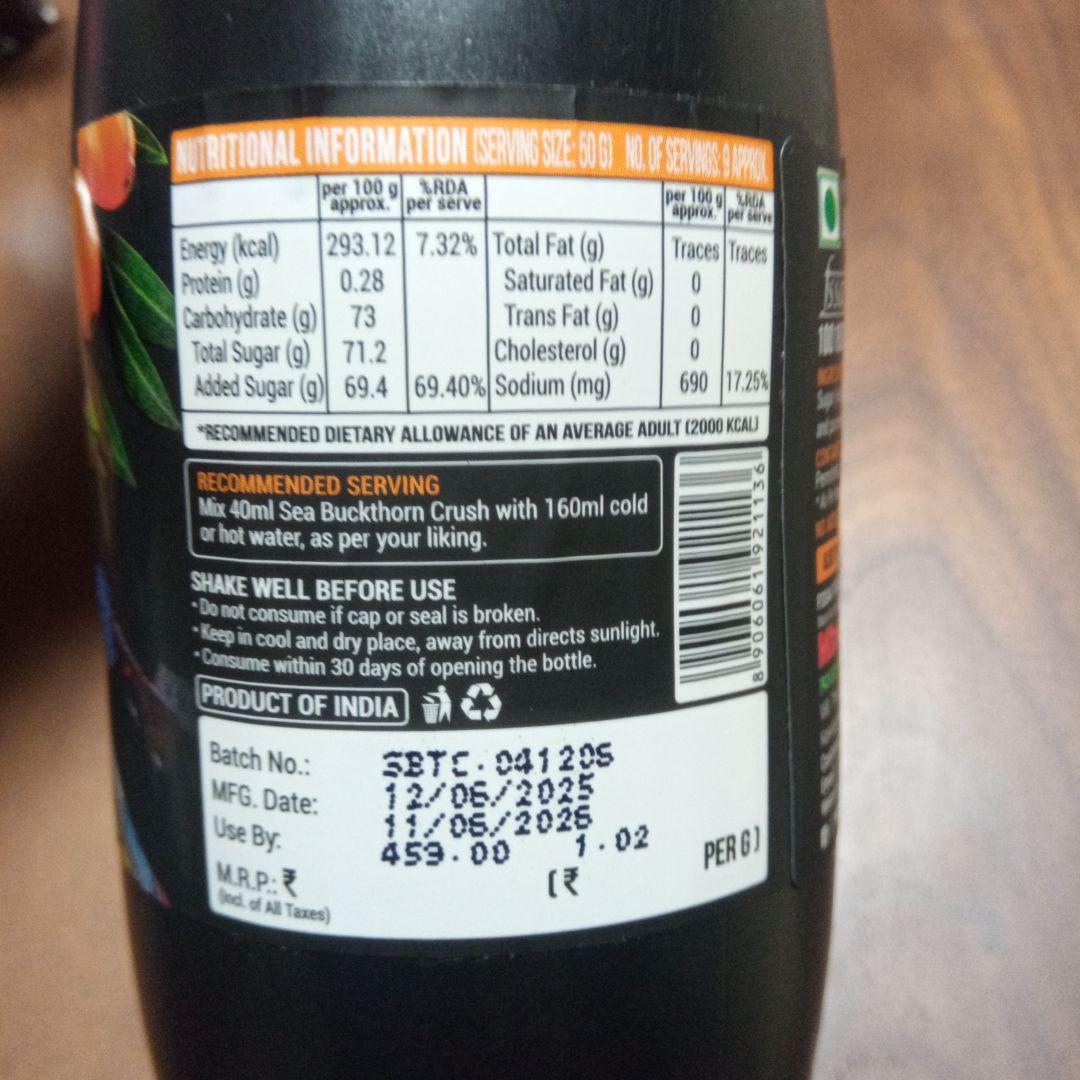 NUTRITIONAL INFORMATION (SERVING SIZE: 50 G) NO. OF SERVINGS: 9 APPROX.
per 100 g approx. %RDA per serve per 100 g approx. %RDA per serve
Energy (kcal) 293.12 7.32% Total Fat (g) Traces Traces
Protein (g) 0.28 Saturated Fat (g) 0
Carbohydrate (g) 73 Trans Fat (g) 0
Total Sugar (g) 71.2 Cholesterol (g) 0
Added Sugar (g) 69.4 69.40% Sodium (mg) 690 17.25%
*RECOMMENDED DIETARY ALLOWANCE OF AN AVERAGE ADULT (2000 KCAL)
RECOMMENDED SERVING
Mix 40ml Sea Buckthorn Crush with 160ml cold
or hot water, as per your liking.
SHAKE WELL BEFORE USE
• Do not consume if cap or seal is broken.
• Keep in cool and dry place, away from directs sunlight.
• Consume within 30 days of opening the bottle.
PRODUCT OF INDIA
8 906061 921136
Batch No.: SBTC.041206
MFG. Date: 12/06/2025
Use By: 11/06/2026
M.R.P.: ₹ 459.00 (₹ 1.02 PER G)
(incl. of All Taxes)